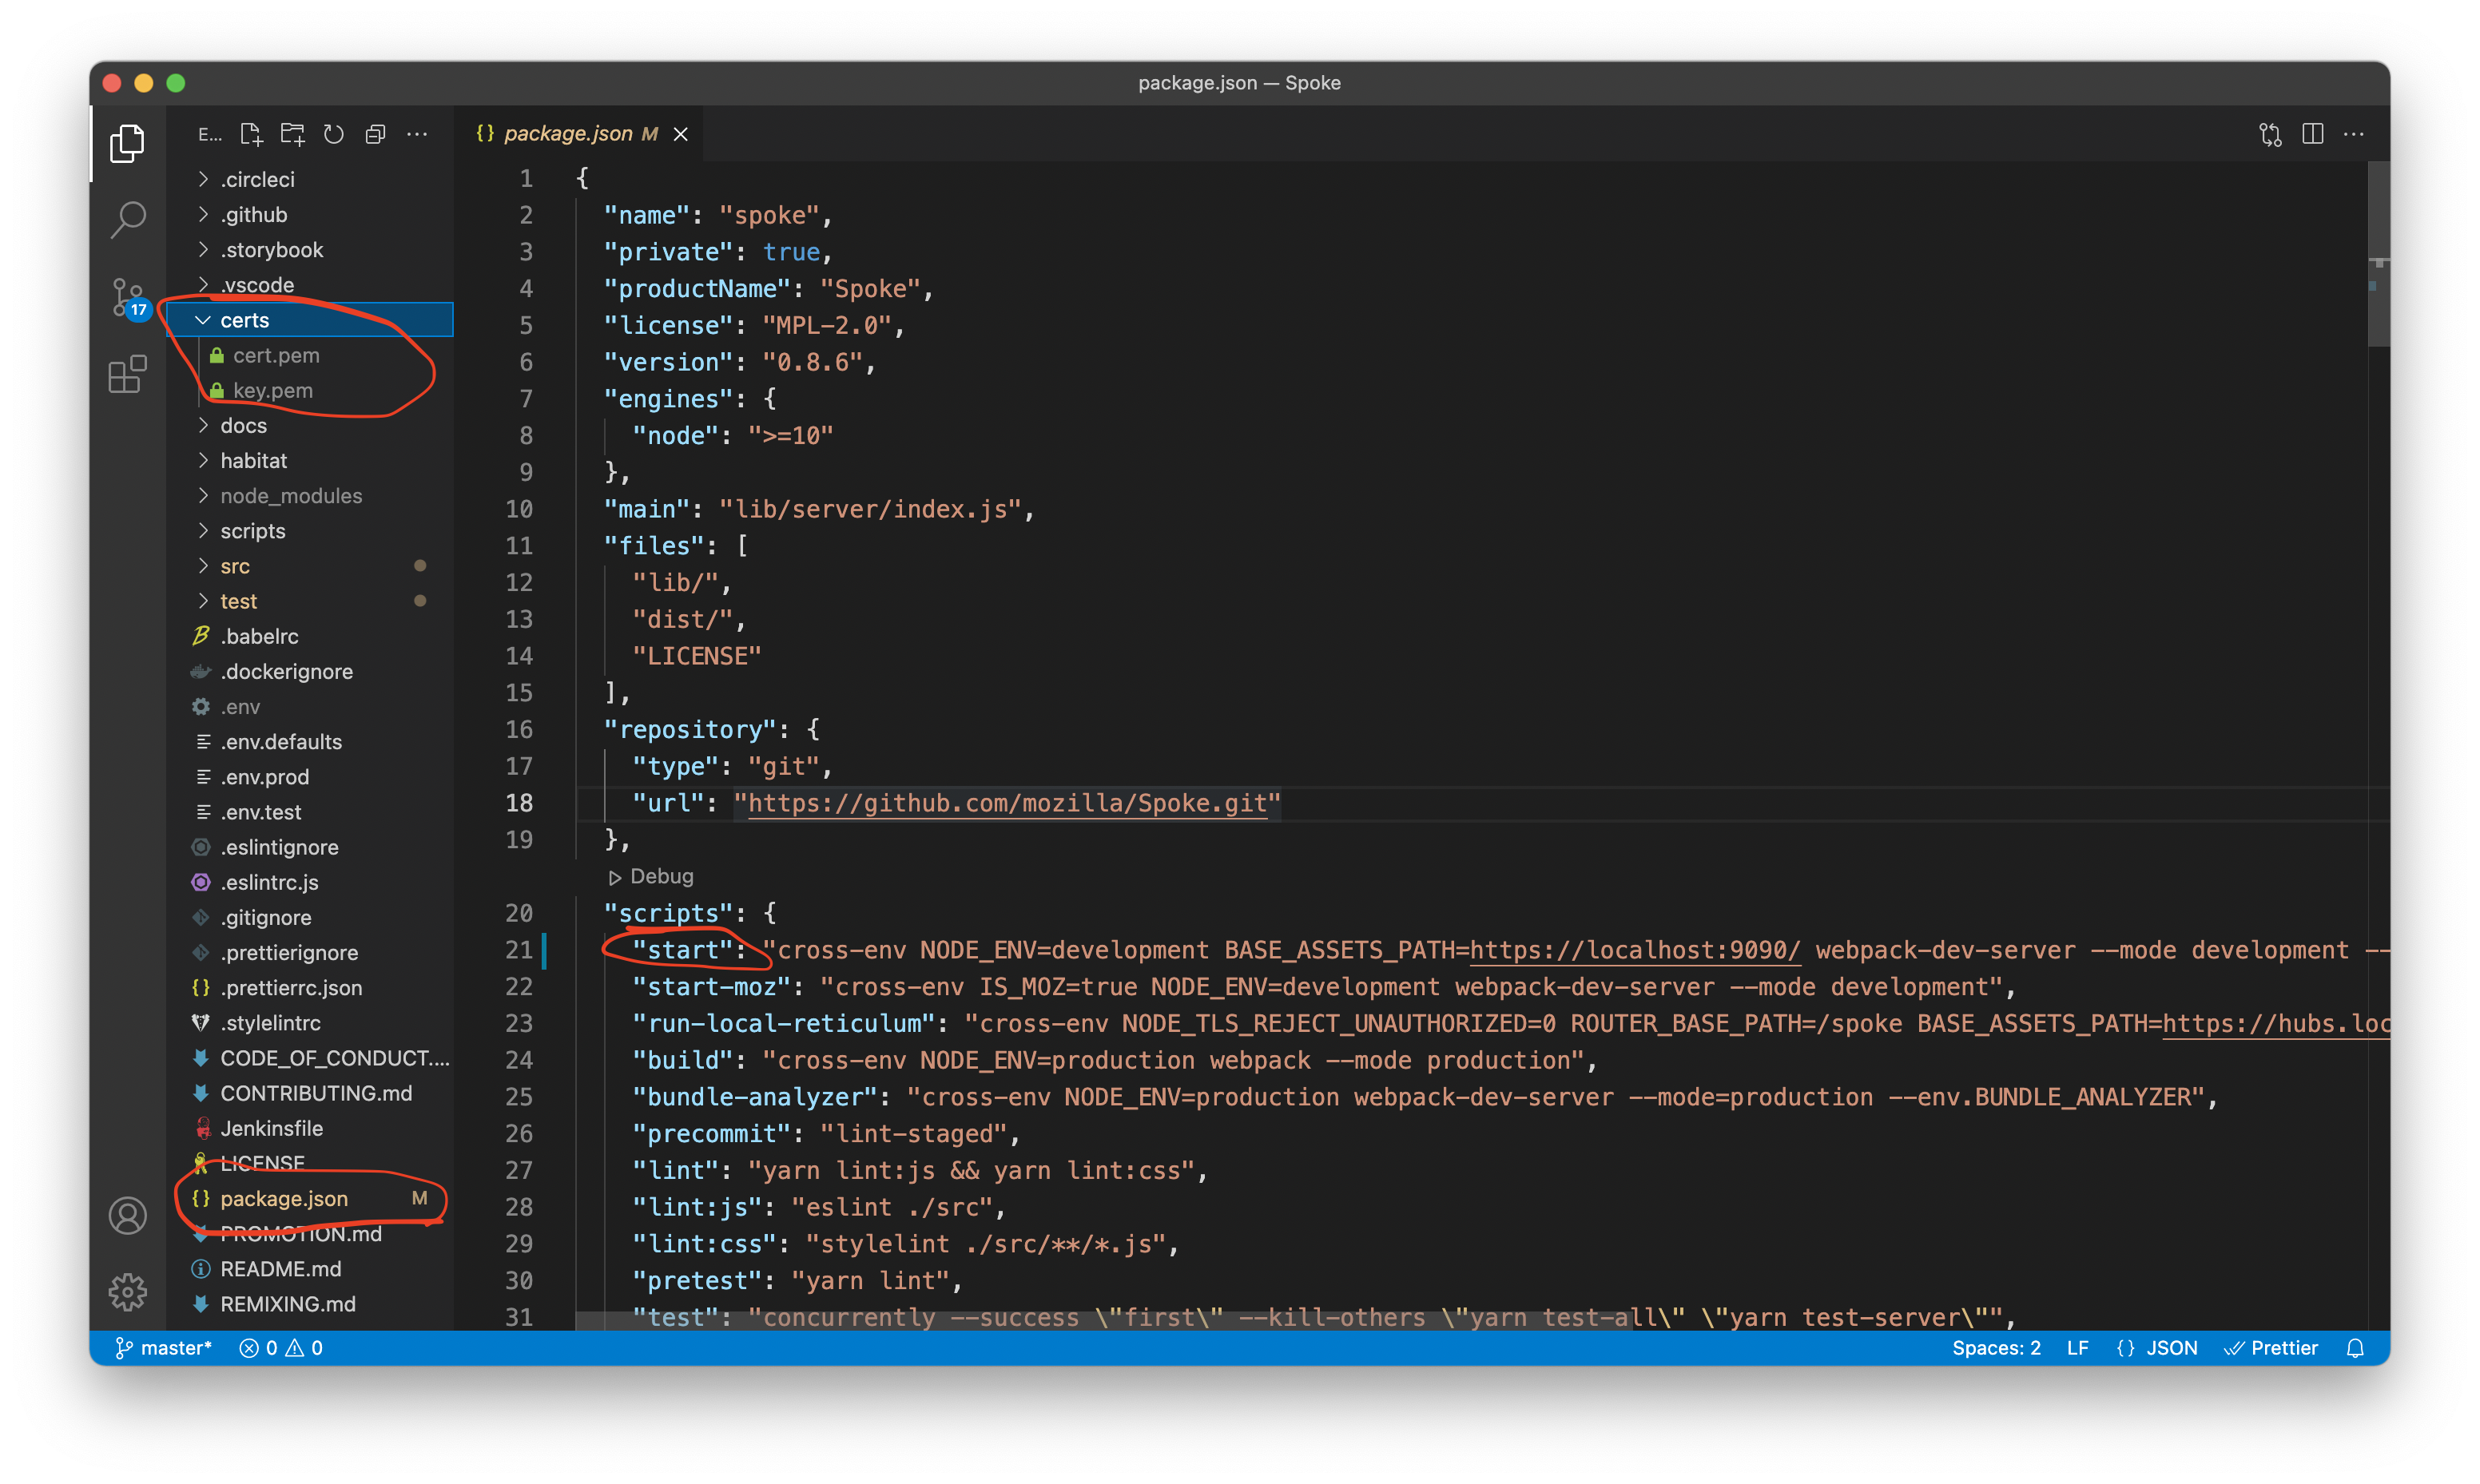 package.json — Spoke
E...
{} package.json M
.circleci
.github
.storybook
.vscode
17
certs
cert.pem
key.pem
docs
habitat
node_modules
scripts
src
test
.babelrc
.dockerignore
.env
.env.defaults
.env.prod
.env.test
.eslintignore
.eslintrc.js
.gitignore
.prettierignore
{} .prettierrc.json
.stylelintrc
CODE_OF_CONDUCT....
CONTRIBUTING.md
Jenkinsfile
LICENSE
{} package.json M
PROMOTION.md
README.md
REMIXING.md
1 {
2 "name": "spoke",
3 "private": true,
4 "productName": "Spoke",
5 "license": "MPL-2.0",
6 "version": "0.8.6",
7 "engines": {
8 "node": ">=10"
9 },
10 "main": "lib/server/index.js",
11 "files": [
12 "lib/",
13 "dist/",
14 "LICENSE"
15 ],
16 "repository": {
17 "type": "git",
18 "url": "https://github.com/mozilla/Spoke.git"
19 },
Debug
20 "scripts": {
21 "start": "cross-env NODE_ENV=development BASE_ASSETS_PATH=https://localhost:9090/ webpack-dev-server --mode development --
22 "start-moz": "cross-env IS_MOZ=true NODE_ENV=development webpack-dev-server --mode development",
23 "run-local-reticulum": "cross-env NODE_TLS_REJECT_UNAUTHORIZED=0 ROUTER_BASE_PATH=/spoke BASE_ASSETS_PATH=https://hubs.loc
24 "build": "cross-env NODE_ENV=production webpack --mode production",
25 "bundle-analyzer": "cross-env NODE_ENV=production webpack-dev-server --mode=production --env.BUNDLE_ANALYZER",
26 "precommit": "lint-staged",
27 "lint": "yarn lint:js && yarn lint:css",
28 "lint:js": "eslint ./src",
29 "lint:css": "stylelint ./src/**/*.js",
30 "pretest": "yarn lint",
31 "test": "concurrently --success \"first\" --kill-others \"yarn test-all\" \"yarn test-server\"",
master* 0 0
Spaces: 2 LF {} JSON Prettier